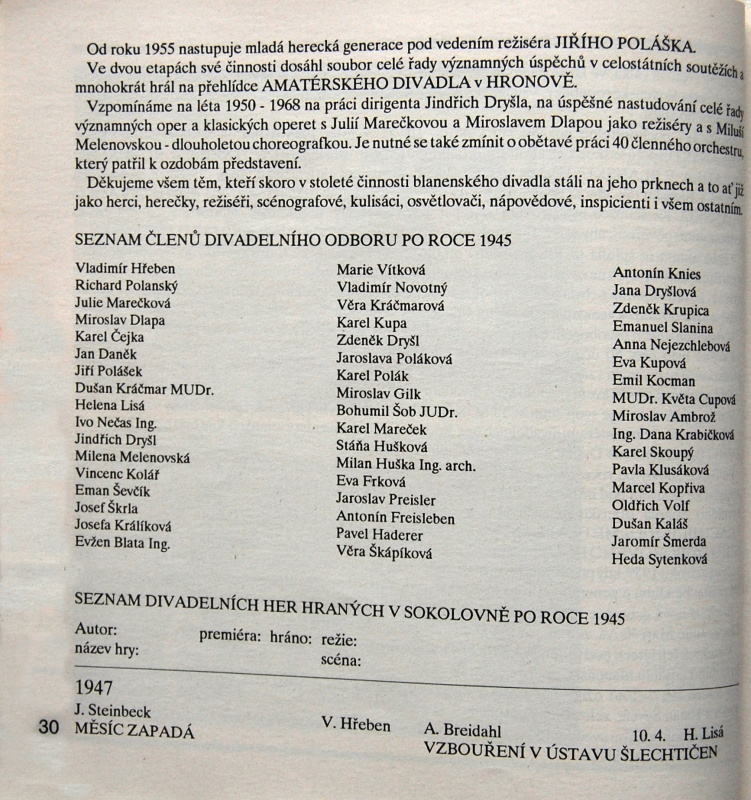 Od roku 1955 nastupuje mladá herecká generace pod vedením režiséra JIŘÍHO POLÁŠKA.
Ve dvou etapách své činnosti dosáhl soubor celé řady významných úspěchů v celostátních soutěžích a
mnohokrát hrál na přehlídce AMATÉRSKÉHO DIVADLA v HRONOVĚ.
Vzpomínáme na léta 1950 - 1968 na práci dirigenta Jindřich Dryšla, na úspěšné nastudování celé řady
významných oper a klasických operet s Julií Marečkovou a Miroslavem Dlapou jako režiséry a s Miluší
Melenovskou - dlouholetou choreografkou. Je nutné se také zmínit o obětavé práci 40 členného orchestru,
který patřil k ozdobám představení.
Děkujeme všem těm, kteří skoro v stoleté činnosti blanenského divadla stáli na jeho prknech a to ať již
jako herci, herečky, režiséři, scénografové, kulisáci, osvětlovači, nápovědové, inspicienti i všem ostatním.
SEZNAM ČLENŮ DIVADELNÍHO ODBORU PO ROCE 1945
Vladimír Hřeben
Richard Polanský
Julie Marečková
Miroslav Dlapa
Karel Čejka
Jan Daněk
Jiří Polášek
Dušan Kráčmar MUDr.
Helena Lisá
Ivo Nečas Ing.
Jindřich Dryšl
Milena Melenovská
Vincenc Kolář
Eman Ševčík
Josef Škrla
Josefa Králíková
Evžen Blata Ing.
Marie Vítková
Vladimír Novotný
Věra Kráčmarová
Karel Kupa
Zdeněk Dryšl
Jaroslava Poláková
Karel Polák
Miroslav Gilk
Bohumil Šob JUDr.
Karel Mareček
Stáňa Hušková
Milan Huška Ing. arch.
Eva Frková
Jaroslav Preisler
Antonín Freisleben
Pavel Haderer
Věra Škápíková
Antonín Knies
Jana Dryšlová
Zdeněk Krupica
Emanuel Slanina
Anna Nejezchlebová
Eva Kupová
Emil Kocman
MUDr. Květa Cupová
Miroslav Ambrož
Ing. Dana Krabičková
Karel Skoupý
Pavla Klusáková
Marcel Kopřiva
Oldřich Volf
Dušan Kaláš
Jaromír Šmerda
Heda Sytenková
SEZNAM DIVADELNÍCH HER HRANÝCH V SOKOLOVNĚ PO ROCE 1945
Autor: premiéra: hráno: režie:
název hry: scéna:
1947
J. Steinbeck V. Hřeben A. Breidahl 10. 4. H. Lisá
MĚSÍC ZAPADÁ VZBOUŘENÍ V ÚSTAVU ŠLECHTIČEN
30